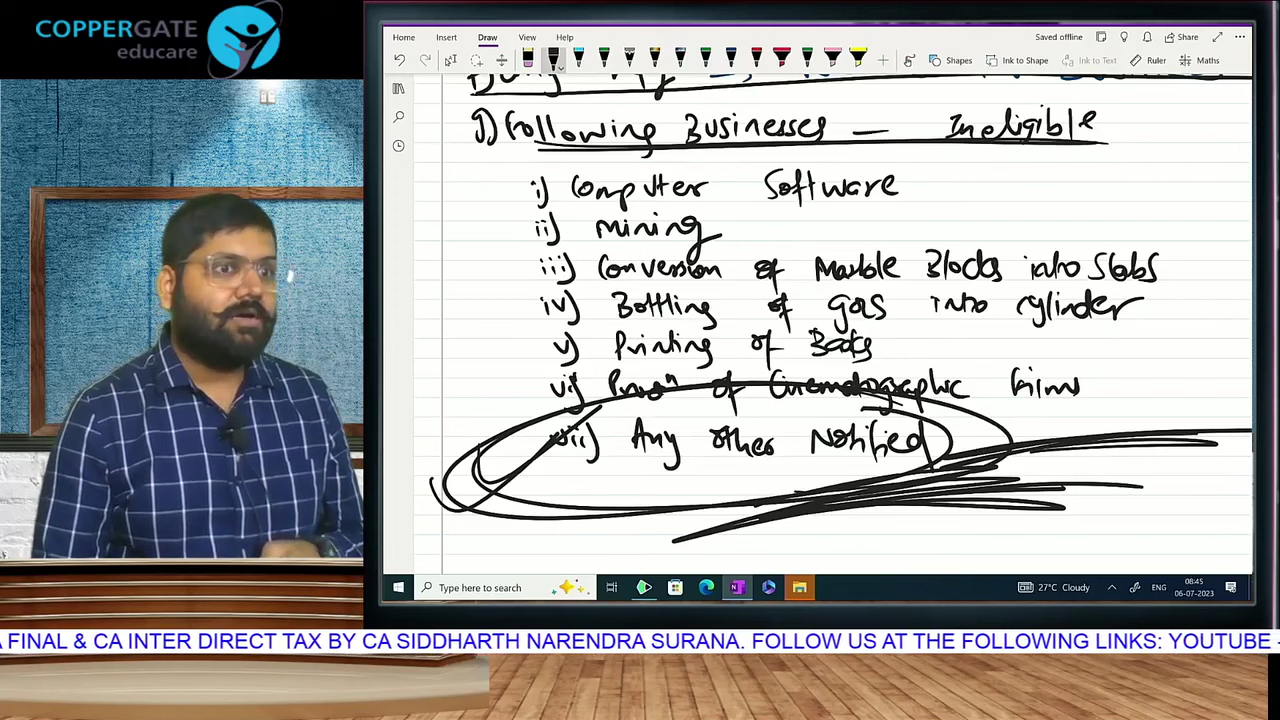 COPPERGATE
educare
Home Insert Draw View Help
Saved offline Share
Shapes Ink to Shape Ink to Text Ruler Maths
1) Following Businesses — Ineligible
i) Computer Software
ii) Mining
iii) Conversion of Marble Blocks into Slabs
iv) Bottling of gas into cylinder
v) Printing of Books
vi) of Cinematographic Films
vii) Any other Notified
Type here to search
27°C Cloudy ENG 08:45
06-07-2023
A FINAL & CA INTER DIRECT TAX BY CA SIDDHARTH NARENDRA SURANA. FOLLOW US AT THE FOLLOWING LINKS: YOUTUBE -